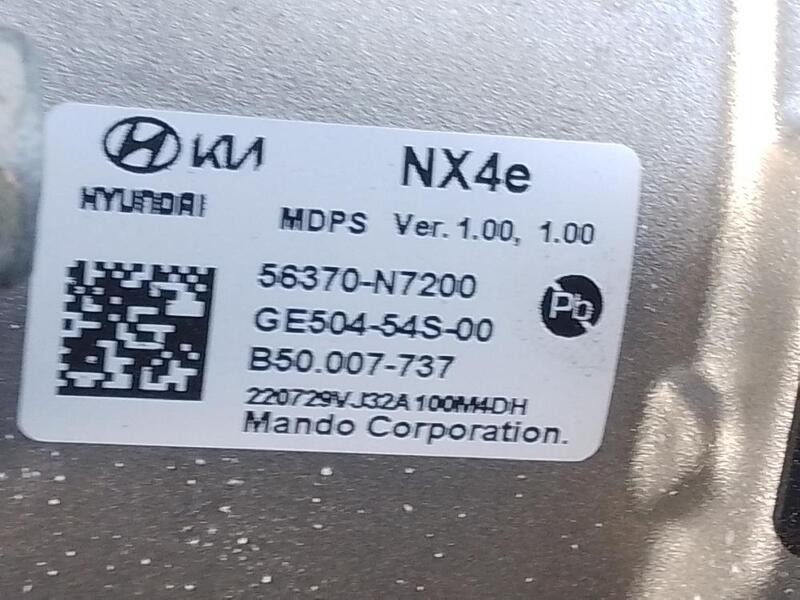 KIA NX4e
HYUNDAI
MDPS Ver. 1.00, 1.00
56370-N7200
GE504-54S-00
Pb
B50.007-737
220729VJ32A100M4DH
Mando Corporation.